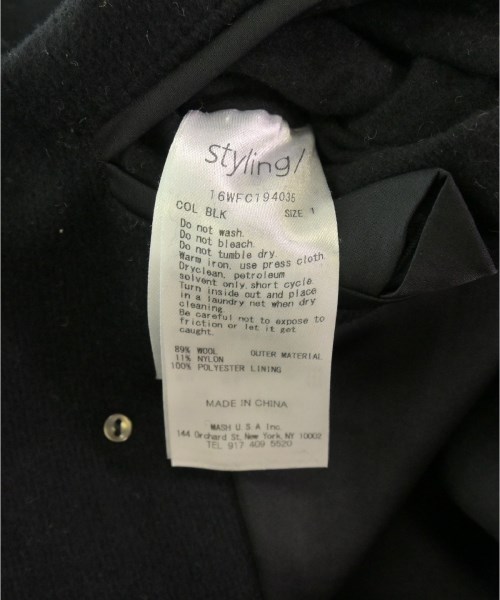 styling/
16WFC194035
COL BLK SIZE 1
Do not wash.
Do not bleach.
Do not tumble dry.
Warm iron, use press cloth.
Dryclean, petroleum
solvent only, short cycle.
Turn inside out and place
in a laundry net when dry
cleaning.
Be careful not to expose to
friction or let it get
caught.
89% WOOL OUTER MATERIAL
11% NYLON
100% POLYESTER LINING
MADE IN CHINA
MASH U.S.A Inc.
144 Orchard St, New York, NY 10002
TEL 917 409 5520